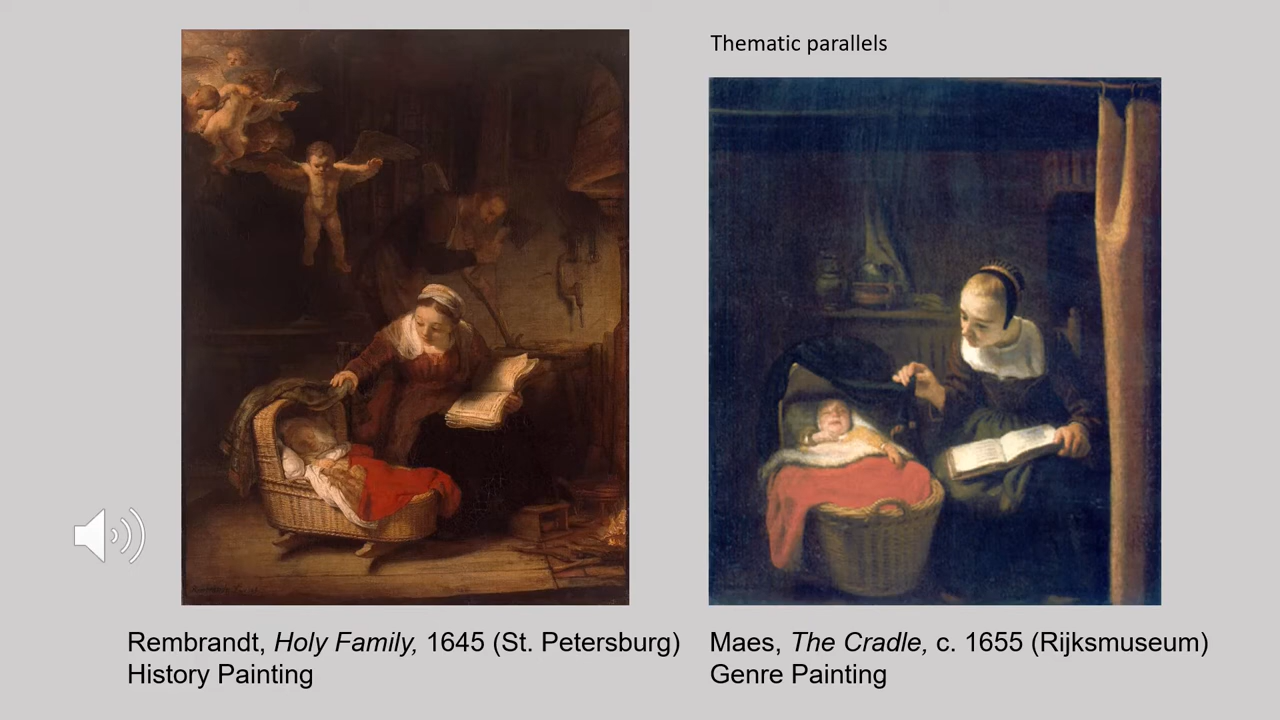 Thematic parallels
Rembrandt, Holy Family, 1645 (St. Petersburg)
History Painting
Maes, The Cradle, c. 1655 (Rijksmuseum)
Genre Painting